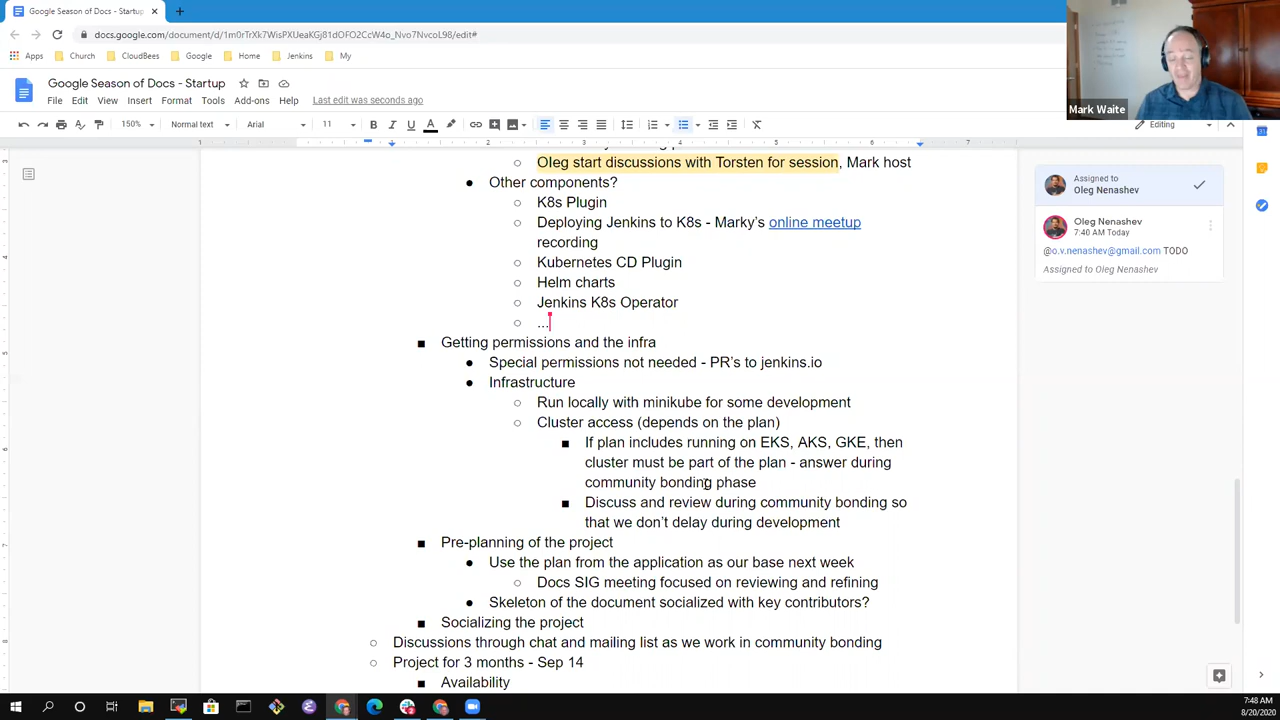 Google Season of Docs - Startup
docs.google.com/document/d/1m0rTrXk7WisPXUeaKGj81dOFO2CcW4o_Nvo7NvcoL98/edit#
Apps Church CloudBees Google Home Jenkins My
Google Season of Docs - Startup
File Edit View Insert Format Tools Add-ons Help Last edit was seconds ago
Mark Waite
150% Normal text Arial 11 B I U A Editing
1 1 2 3 4 5 6 7
Oleg start discussions with Torsten for session, Mark host
Other components?
K8s Plugin
Deploying Jenkins to K8s - Marky's online meetup
recording
Kubernetes CD Plugin
Helm charts
Jenkins K8s Operator
...
Getting permissions and the infra
Special permissions not needed - PR's to jenkins.io
Infrastructure
Run locally with minikube for some development
Cluster access (depends on the plan)
If plan includes running on EKS, AKS, GKE, then
cluster must be part of the plan - answer during
community bonding phase
Discuss and review during community bonding so
that we don't delay during development
Pre-planning of the project
Use the plan from the application as our base next week
Docs SIG meeting focused on reviewing and refining
Skeleton of the document socialized with key contributors?
Socializing the project
Discussions through chat and mailing list as we work in community bonding
Project for 3 months - Sep 14
Availability
Assigned to
Oleg Nenashev
Oleg Nenashev
7:40 AM Today
@o.v.nenashev@gmail.com TODO
Assigned to Oleg Nenashev
7:48 AM
8/20/2020